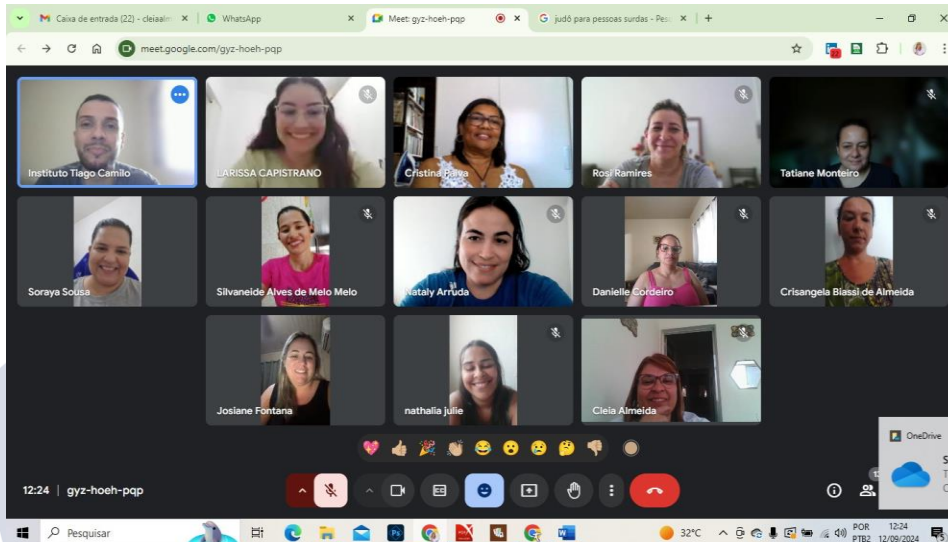 Caixa de entrada (22) - cleiaalm
WhatsApp
Meet: gyz-hoeh-pqp
judô para pessoas surdas - Pes
meet.google.com/gyz-hoeh-pqp
Instituto Tiago Camilo
LARISSA CAPISTRANO
Cristina Paiva
Rosi Ramires
Tatiane Monteiro
Soraya Sousa
Silvaneide Alves de Melo Melo
Nataly Arruda
Danielle Cordeiro
Crisangela Biassi de Almeida
Josiane Fontana
nathalia julie
Cleia Almeida
OneDrive
12:24 | gyz-hoeh-pqp
Pesquisar
Ps
32°C
POR
PTB2
12:24
12/09/2024